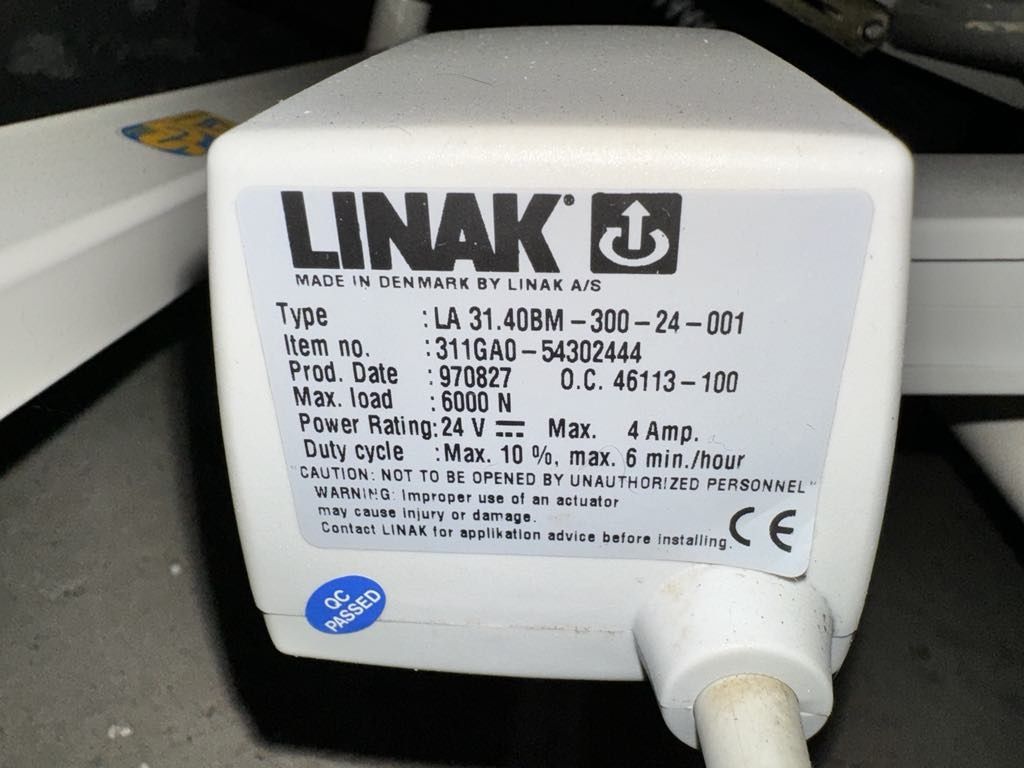 LINAK®
MADE IN DENMARK BY LINAK A/S
Type : LA 31.40BM-300-24-001
Item no. : 311GA0-54302444
Prod. Date : 970827 O.C. 46113-100
Max. load : 6000 N
Power Rating: 24 V ⎓ Max. 4 Amp.
Duty cycle : Max. 10 %, max. 6 min./hour
"CAUTION: NOT TO BE OPENED BY UNAUTHORIZED PERSONNEL"
WARNING: Improper use of an actuator
may cause injury or damage.
Contact LINAK for applikation advice before installing.
CE
QC
PASSED